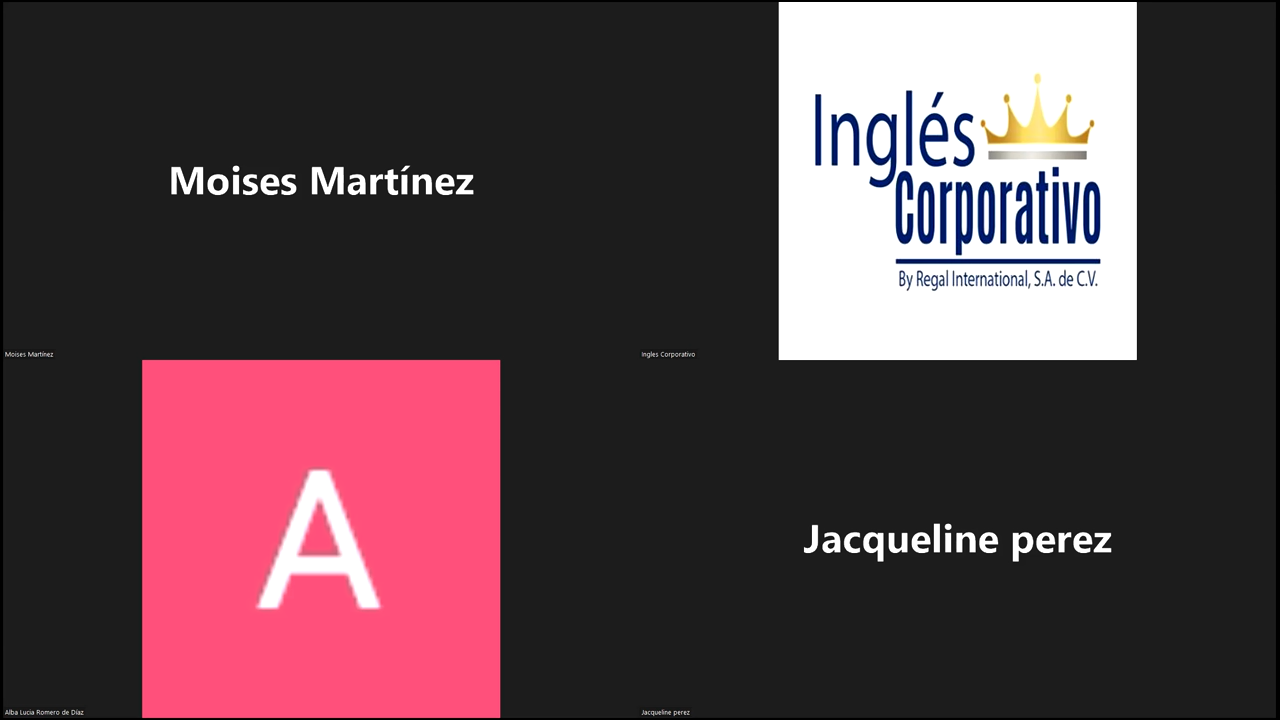 Moises Martínez
Moises Martínez
Inglés
Corporativo
By Regal International, S.A. de C.V.
Ingles Corporativo
A
Alba Lucia Romero de Díaz
Jacqueline perez
Jacqueline perez